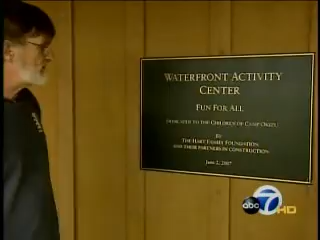 WATERFRONT ACTIVITY
CENTER
FUN FOR ALL
DEDICATED TO THE CHILDREN OF CAMP
BY
THE HART FAMILY FOUNDATION
AND THEIR PARTNERS IN CONSTRUCTION
JUNE 2, 2007
abc 7 HD